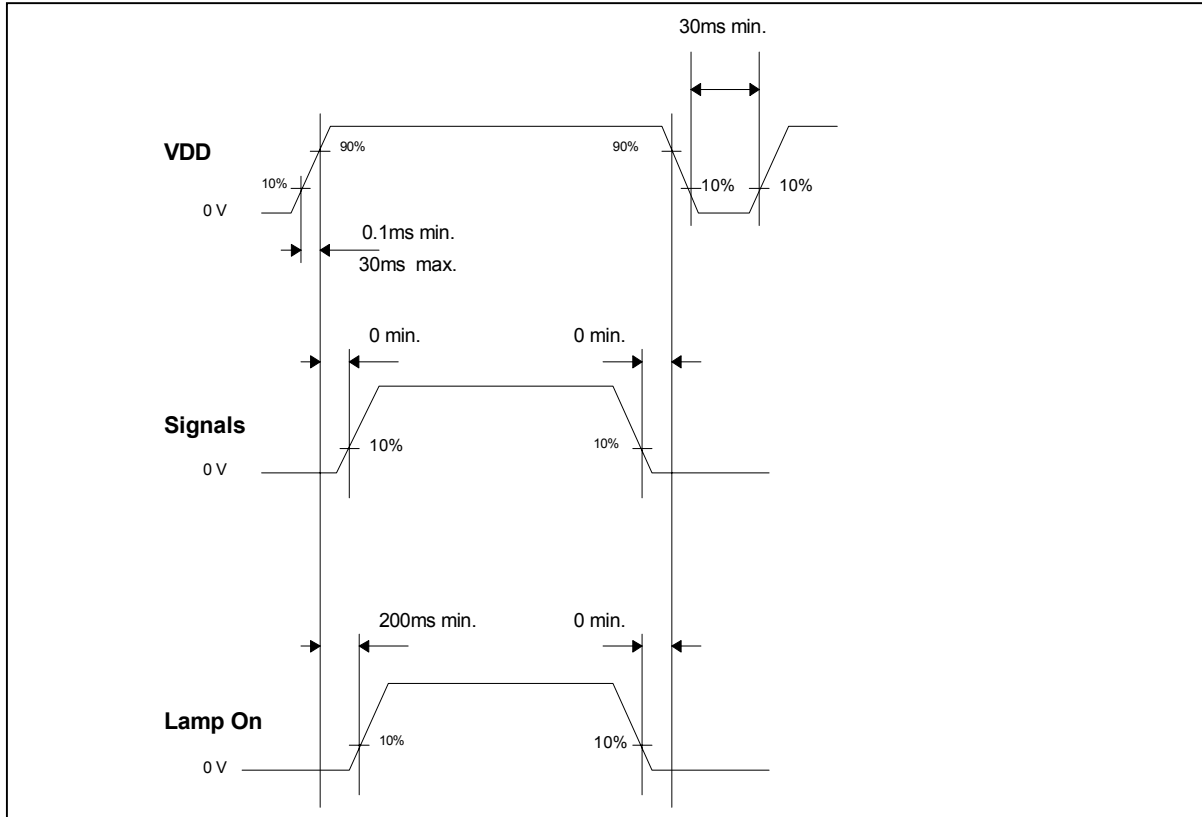 30ms min.
VDD
90%
90%
10%
10%
10%
0 V
0.1ms min.
30ms max.
0 min.
0 min.
Signals
10%
10%
0 V
200ms min.
0 min.
Lamp On
10%
10%
0 V